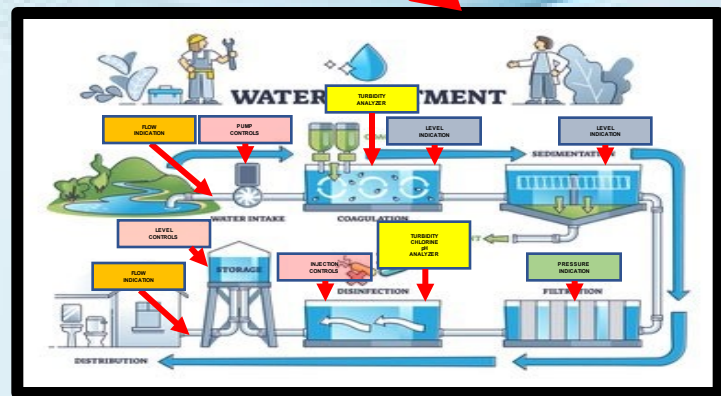 WATER TMENT
TURBIDITY
ANALYZER
FLOW
INDICATION
PUMP
CONTROLS
LEVEL
INDICATION
LEVEL
INDICATION
SEDIMENTATION
WATER INTAKE
COAGULATION
LEVEL
CONTROLS
TURBIDITY
CHLORINE
pH
ANALYZER
FLOW
INDICATION
STORAGE
INJECTION
CONTROLS
PRESSURE
INDICATION
DISINFECTION
FILTRATION
DISTRIBUTION